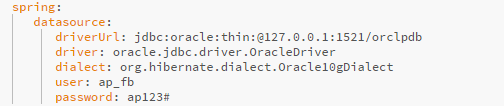 spring:
  datasource:
    driverUrl: jdbc:oracle:thin:@127.0.0.1:1521/orclpdb
    driver: oracle.jdbc.driver.OracleDriver
    dialect: org.hibernate.dialect.Oracle10gDialect
    user: ap_fb
    password: ap123#